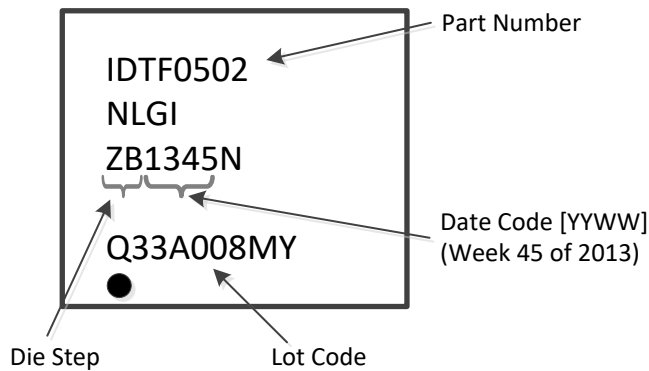 Part Number
IDTF0502
NLGI
ZB1345N
Date Code [YYWW]
(Week 45 of 2013)
Q33A008MY
Die Step
Lot Code